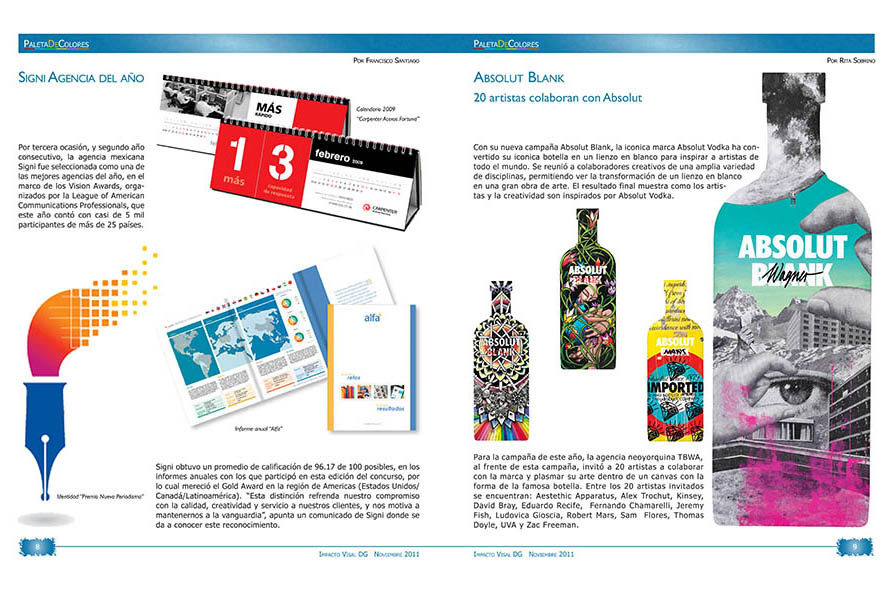 PaletaDeColores
Por Francisco Santiago
Signi Agencia del año
Por tercera ocasión, y segundo año
consecutivo, la agencia mexicana
Signi fue seleccionada como una de
las mejores agencias del año, en el
marco de los Vision Awards, orga-
nizados por la League of American
Communications Professionals, que
este año contó con casi de 5 mil
participantes de más de 25 países.
MÁS
RÁPIDO
1
más
3
capacidad
de respuesta
febrero 2009
CARPENTER
Calendario 2009
"Carpenter Aceros Fortuna"
alfa
retos
resultados
Informe anual "Alfa"
Identidad "Premio Nuevo Periodismo"
Signi obtuvo un promedio de calificación de 96.17 de 100 posibles, en los
informes anuales con los que participó en esta edición del concurso, por
lo cual mereció el Gold Award en la región de Americas (Estados Unidos/
Canadá/Latinoamérica). "Esta distinción refrenda nuestro compromiso
con la calidad, creatividad y servicio a nuestros clientes, y nos motiva a
mantenernos a la vanguardia", apunta un comunicado de Signi donde se
da a conocer este reconocimiento.
8
Impacto Visal DG Noviembre 2011
PaletaDeColores
Por Rita Sobrino
Absolut Blank
20 artistas colaboran con Absolut
Con su nueva campaña Absolut Blank, la iconica marca Absolut Vodka ha con-
vertido su iconica botella en un lienzo en blanco para inspirar a artistas de
todo el mundo. Se reunió a colaboradores creativos de una amplia variedad
de disciplinas, permitiendo ver la transformación de un lienzo en blanco
en una gran obra de arte. El resultado final muestra como los artis-
tas y la creatividad son inspirados por Absolut Vodka.
ABSOLUT
BLANK
ABSOLUT
BLANK
ABSOLUT
MARS
IMPORTED
ABSOLUT
BLANK
Wagner
Para la campaña de este año, la agencia neoyorquina TBWA,
al frente de esta campaña, invitó a 20 artistas a colaborar
con la marca y plasmar su arte dentro de un canvas con la
forma de la famosa botella. Entre los 20 artistas invitados
se encuentran: Aestethic Apparatus, Alex Trochut, Kinsey,
David Bray, Eduardo Recife, Fernando Chamarelli, Jeremy
Fish, Ludovica Gioscia, Robert Mars, Sam Flores, Thomas
Doyle, UVA y Zac Freeman.
Impacto Visal DG Noviembre 2011
9